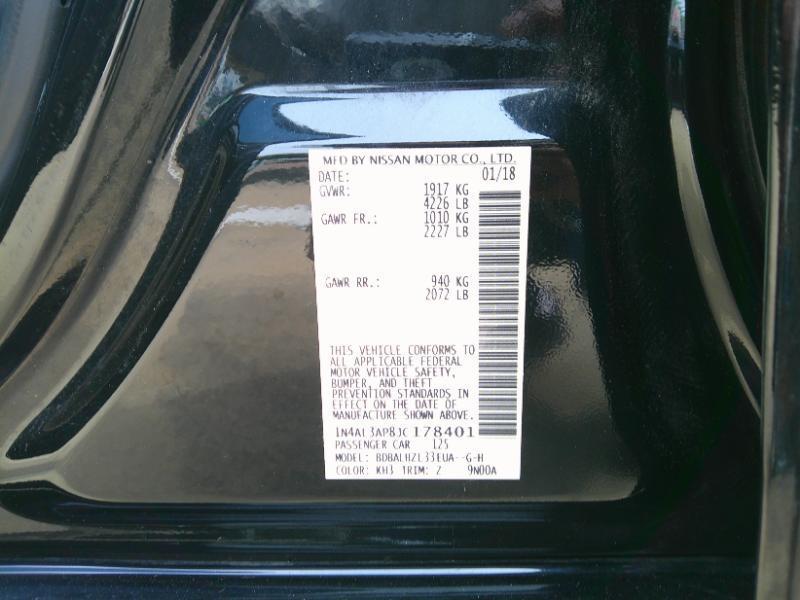 MFD BY NISSAN MOTOR CO., LTD.
DATE: 01/18
GVWR: 1917 KG
4226 LB
GAWR FR.: 1010 KG
2227 LB
GAWR RR.: 940 KG
2072 LB
THIS VEHICLE CONFORMS TO
ALL APPLICABLE FEDERAL
MOTOR VEHICLE SAFETY,
BUMPER, AND THEFT
PREVENTION STANDARDS IN
EFFECT ON THE DATE OF
MANUFACTURE SHOWN ABOVE.
1N4AL3AP8JC178401
PASSENGER CAR 125
MODEL: BDBALHZL33EUA--G-H
COLOR: KH3 TRIM: Z 9N00A